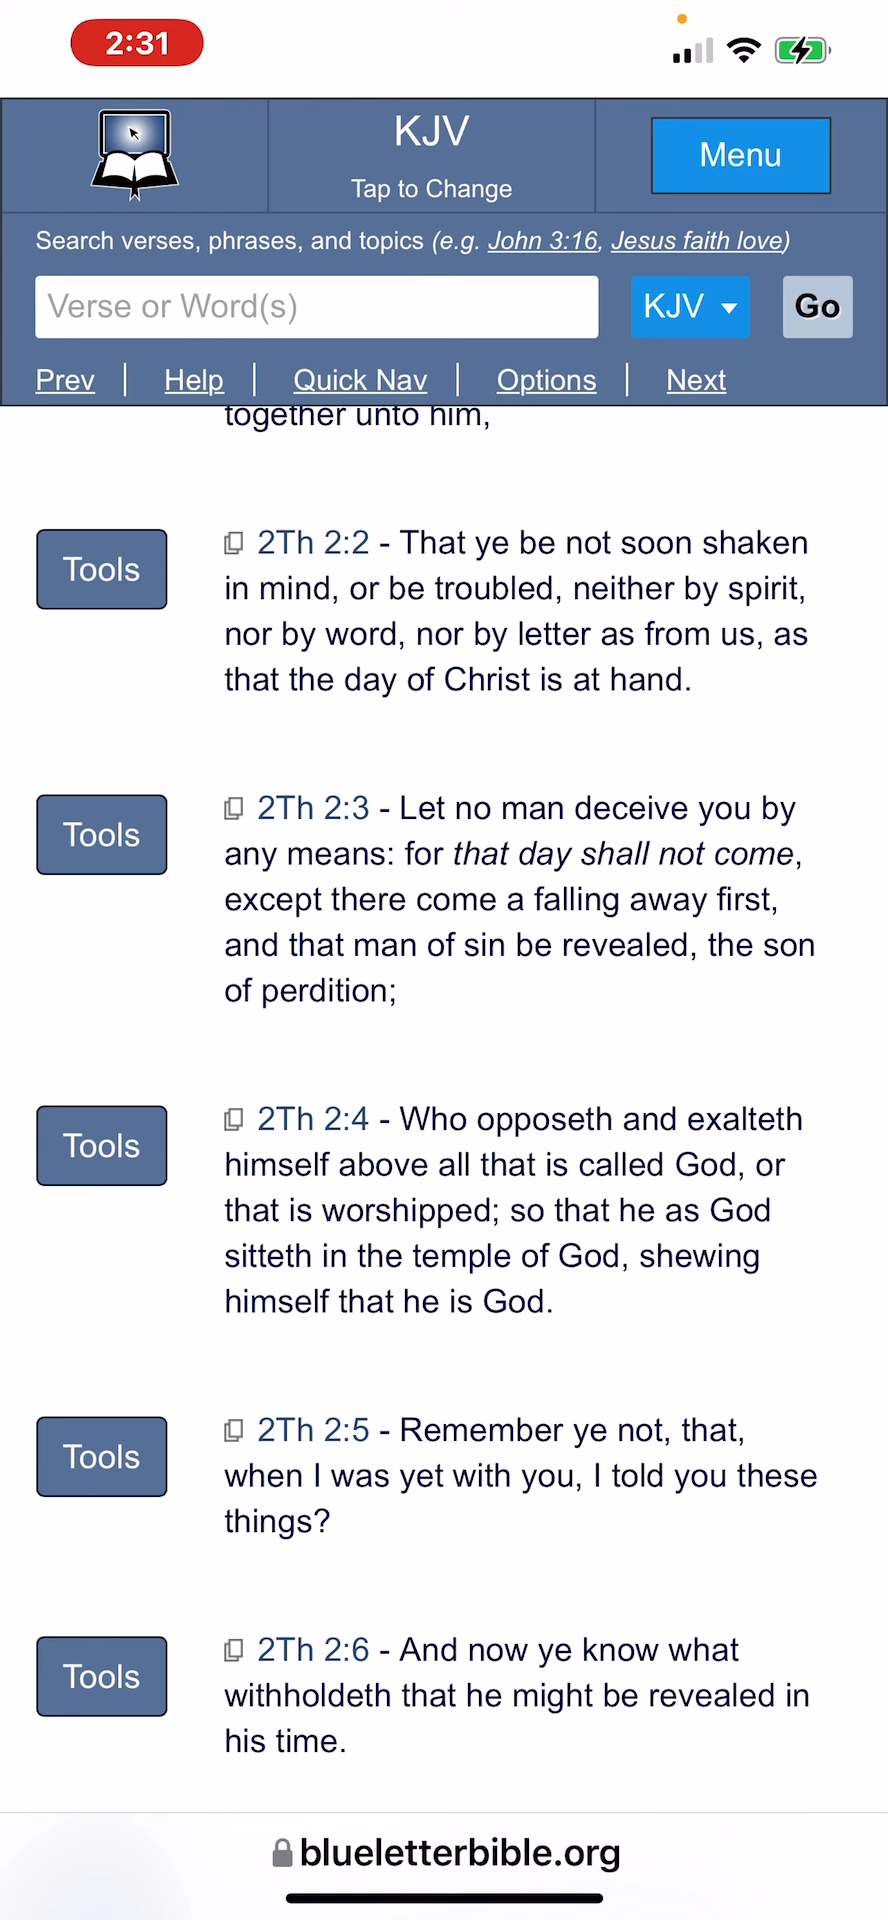 2:31
KJV
Tap to Change
Menu
Search verses, phrases, and topics (e.g. John 3:16, Jesus faith love)
Verse or Word(s)
KJV
Go
Prev | Help | Quick Nav | Options | Next
together unto him,
Tools
2Th 2:2 - That ye be not soon shaken
in mind, or be troubled, neither by spirit,
nor by word, nor by letter as from us, as
that the day of Christ is at hand.
Tools
2Th 2:3 - Let no man deceive you by
any means: for that day shall not come,
except there come a falling away first,
and that man of sin be revealed, the son
of perdition;
Tools
2Th 2:4 - Who opposeth and exalteth
himself above all that is called God, or
that is worshipped; so that he as God
sitteth in the temple of God, shewing
himself that he is God.
Tools
2Th 2:5 - Remember ye not, that,
when I was yet with you, I told you these
things?
Tools
2Th 2:6 - And now ye know what
withholdeth that he might be revealed in
his time.
blueletterbible.org